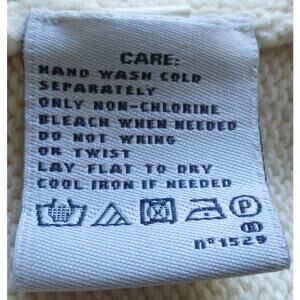 CARE:
HAND WASH COLD
SEPARATELY
ONLY NON-CHLORINE
BLEACH WHEN NEEDED
DO NOT WRING
OR TWIST
LAY FLAT TO DRY
COOL IRON IF NEEDED
P
nº1529